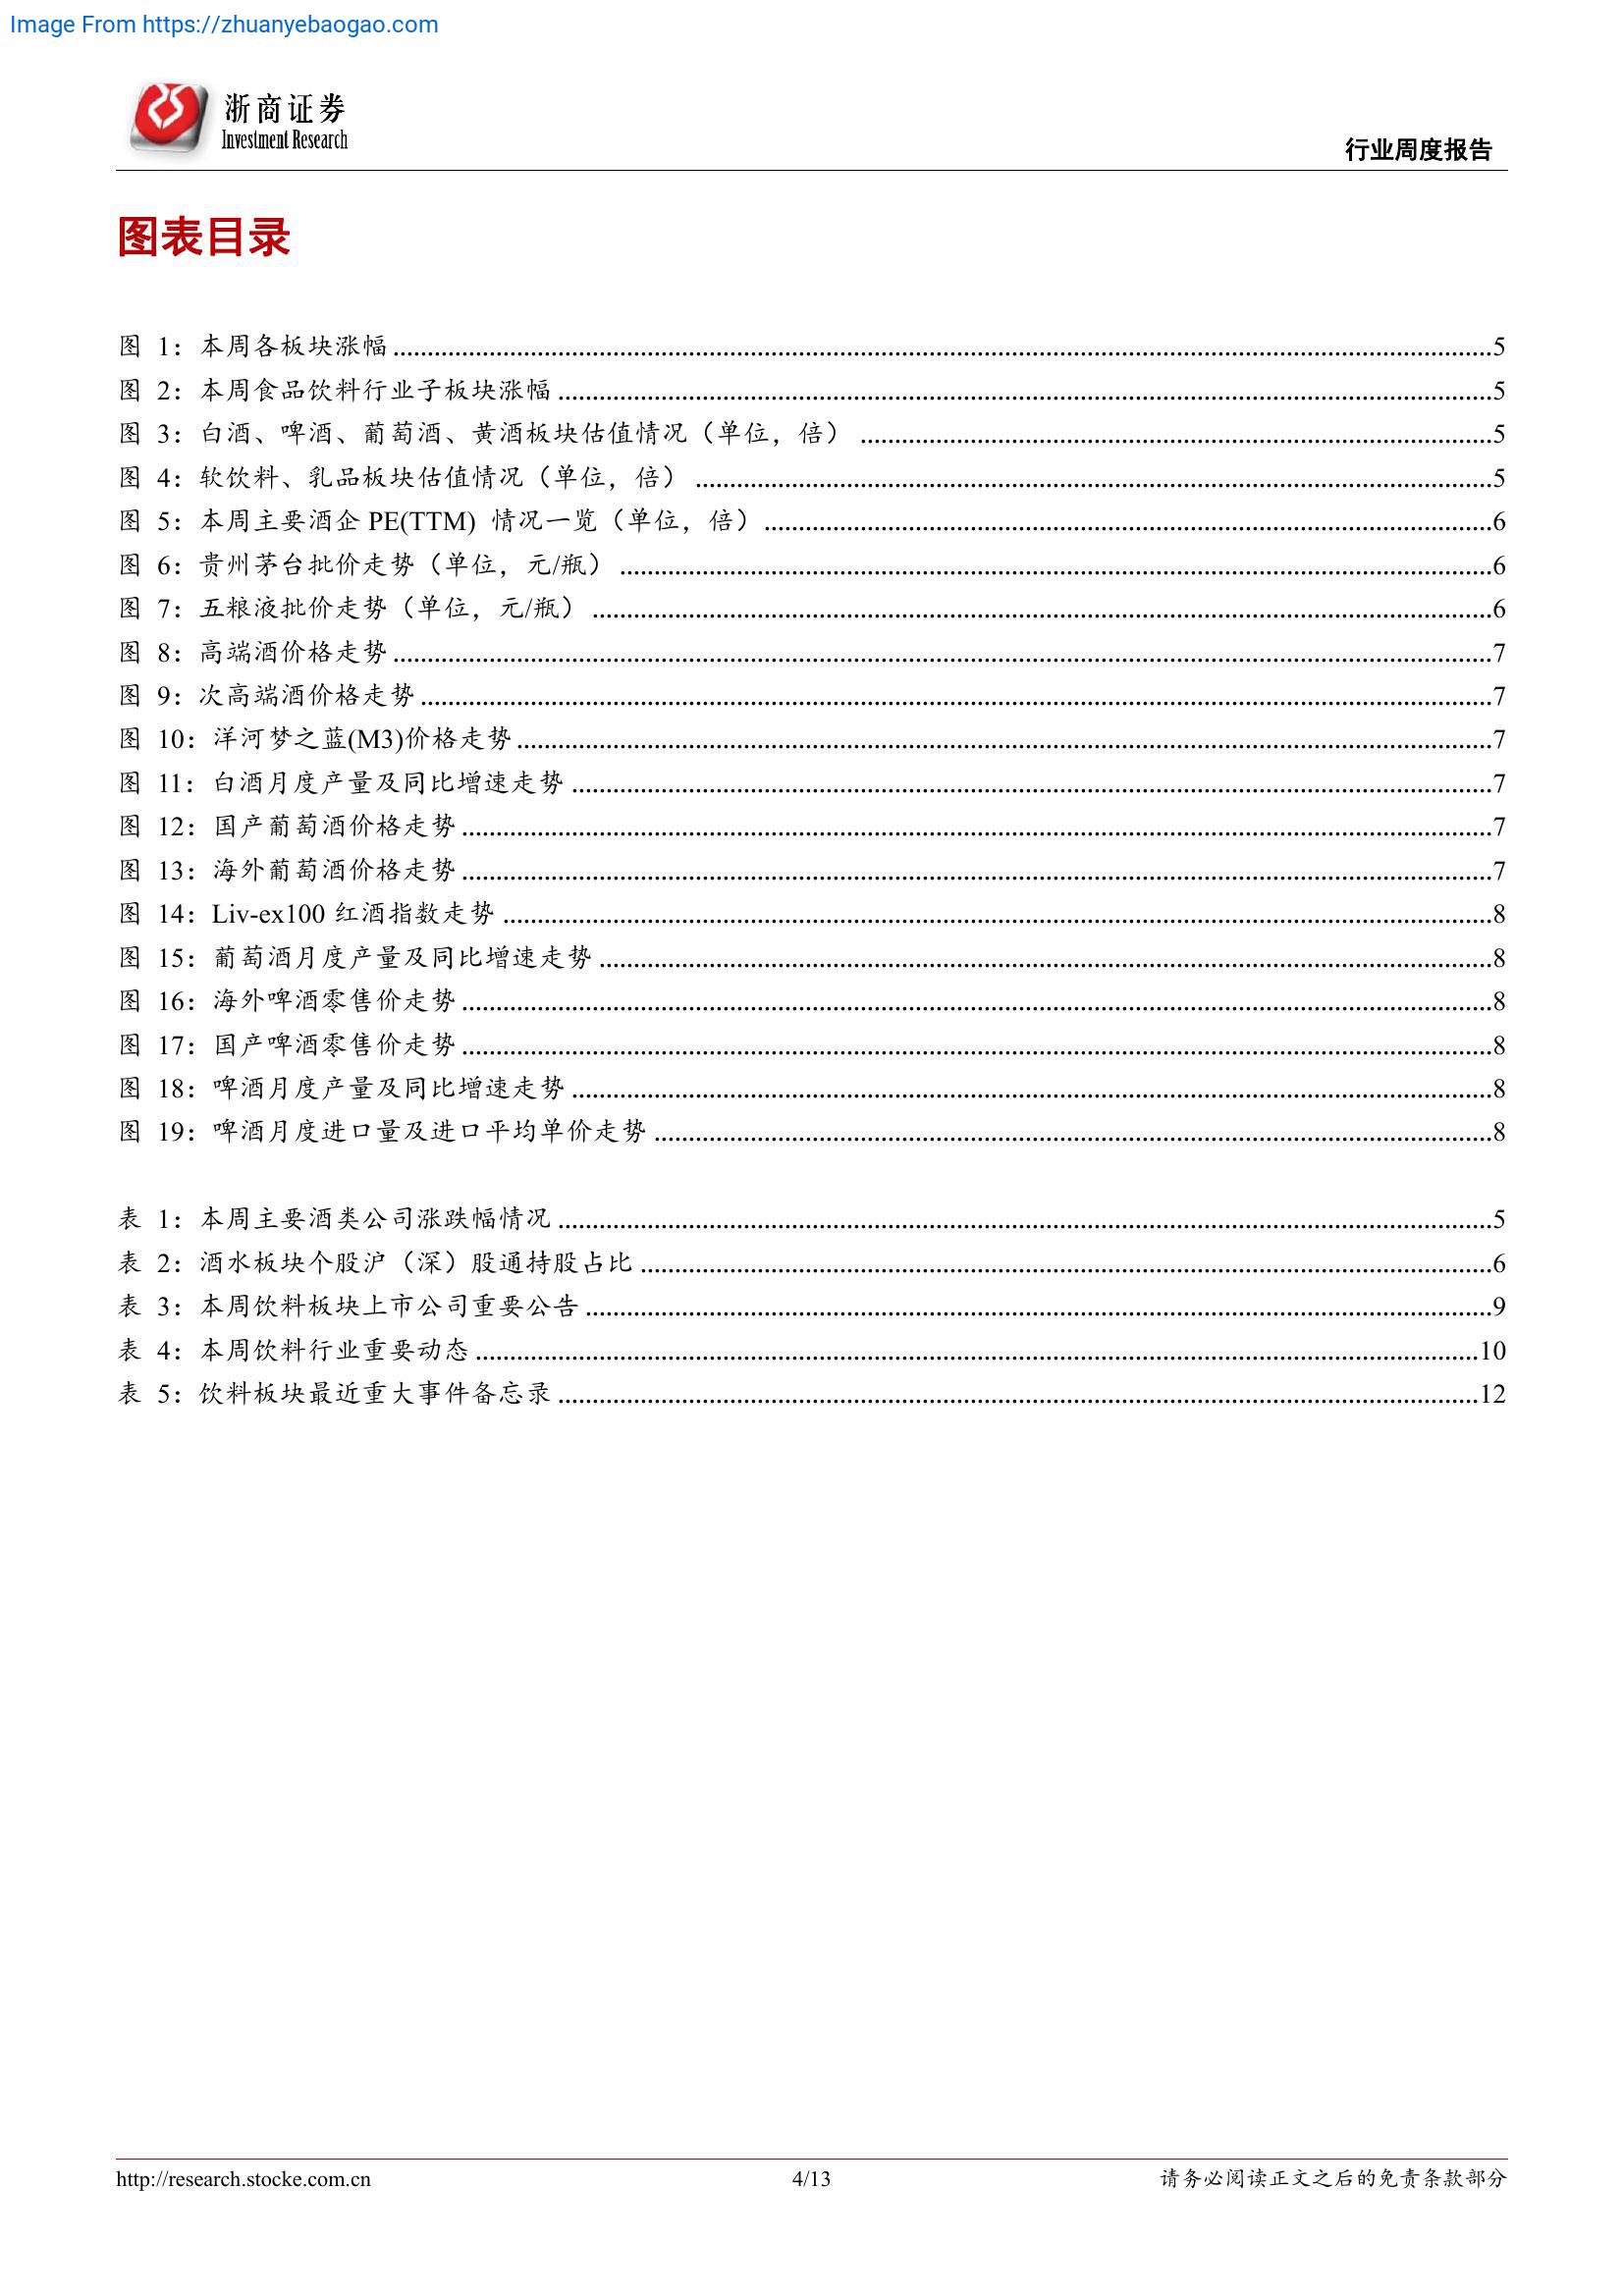 Image From https://zhuanyebaogao.com
浙商证券
Investment Research
行业周度报告
图表目录
图 1：本周各板块涨幅........................5
图 2：本周食品饮料行业子板块涨幅........................5
图 3：白酒、啤酒、葡萄酒、黄酒板块估值情况（单位，倍）........................5
图 4：软饮料、乳品板块估值情况（单位，倍）........................5
图 5：本周主要酒企 PE(TTM) 情况一览（单位，倍）........................6
图 6：贵州茅台批价走势（单位，元/瓶）........................6
图 7：五粮液批价走势（单位，元/瓶）........................6
图 8：高端酒价格走势........................7
图 9：次高端酒价格走势........................7
图 10：洋河梦之蓝(M3)价格走势........................7
图 11：白酒月度产量及同比增速走势........................7
图 12：国产葡萄酒价格走势........................7
图 13：海外葡萄酒价格走势........................7
图 14：Liv-ex100 红酒指数走势........................8
图 15：葡萄酒月度产量及同比增速走势........................8
图 16：海外啤酒零售价走势........................8
图 17：国产啤酒零售价走势........................8
图 18：啤酒月度产量及同比增速走势........................8
图 19：啤酒月度进口量及进口平均单价走势........................8
表 1：本周主要酒类公司涨跌幅情况........................5
表 2：酒水板块个股沪（深）股通持股占比........................6
表 3：本周饮料板块上市公司重要公告........................9
表 4：本周饮料行业重要动态........................10
表 5：饮料板块最近重大事件备忘录........................12
http://research.stocke.com.cn
4/13
请务必阅读正文之后的免责条款部分